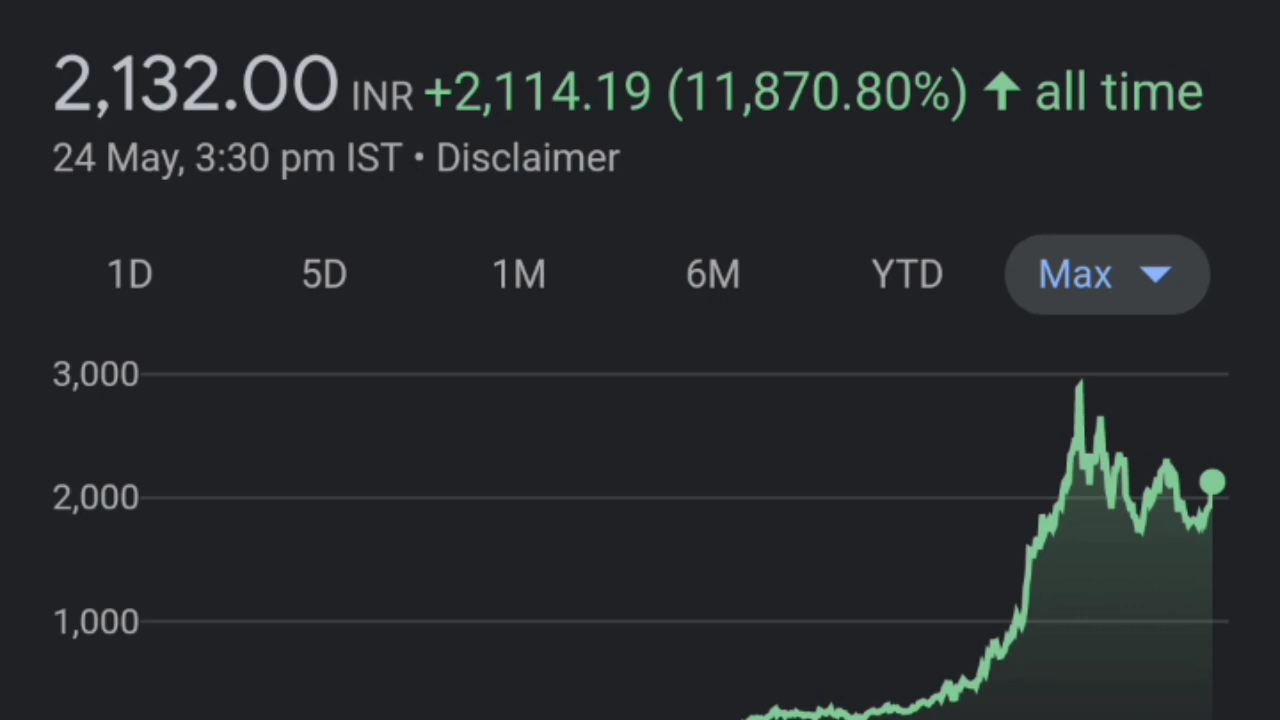 2,132.00 INR +2,114.19 (11,870.80%) ↑ all time
24 May, 3:30 pm IST • Disclaimer
1D 5D 1M 6M YTD Max
3,000
2,000
1,000